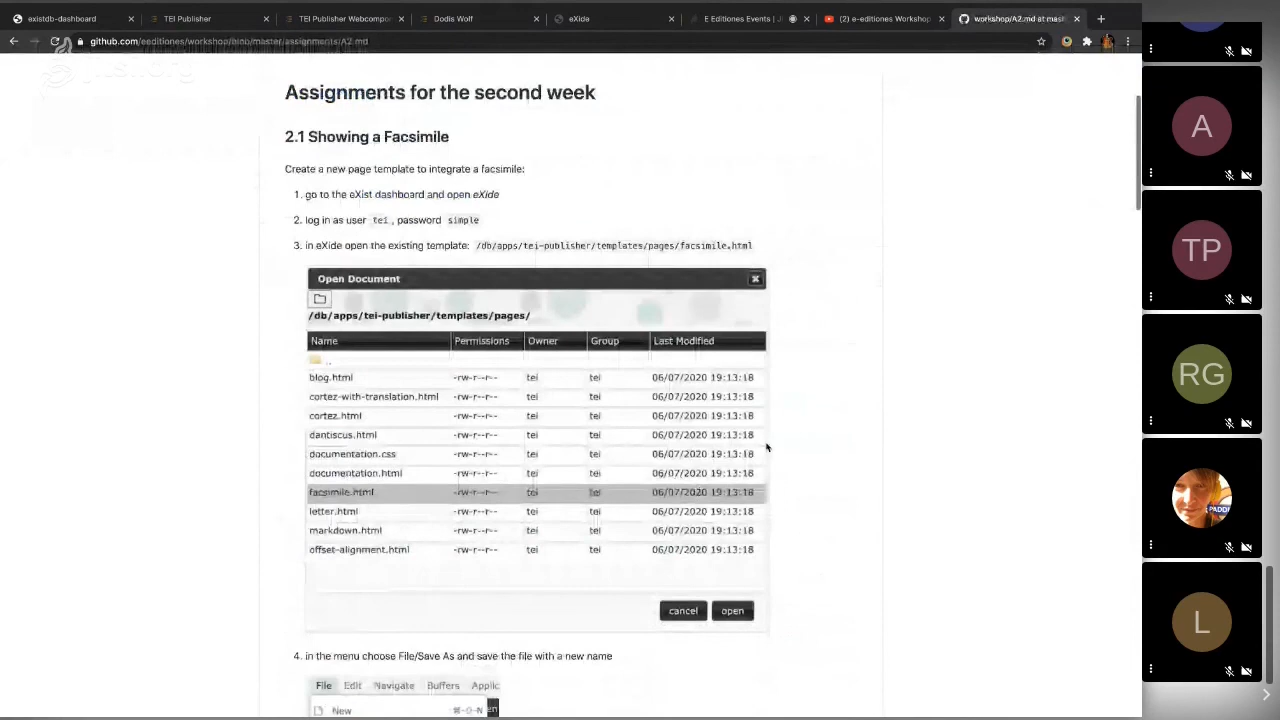 existdb-dashboard
TEI Publisher
TEI Publisher Webcompon
Dodis Wolf
eXide
E Editiones Events | Ji
(2) e-editiones Workshop
workshop/A2.md at mast
github.com/eeditiones/workshop/blob/master/assignments/A2.md
Assignments for the second week
2.1 Showing a Facsimile
Create a new page template to integrate a facsimile:
1. go to the eXist dashboard and open eXide
2. log in as user tei, password simple
3. in eXide open the existing template: /db/apps/tei-publisher/templates/pages/facsimile.html
Open Document
/db/apps/tei-publisher/templates/pages/
Name Permissions Owner Group Last Modified
..
blog.html -rw-r--r-- tei tei 06/07/2020 19:13:18
cortez-with-translation.html -rw-r--r-- tei tei 06/07/2020 19:13:18
cortez.html -rw-r--r-- tei tei 06/07/2020 19:13:18
dantiscus.html -rw-r--r-- tei tei 06/07/2020 19:13:18
documentation.css -rw-r--r-- tei tei 06/07/2020 19:13:18
documentation.html -rw-r--r-- tei tei 06/07/2020 19:13:18
facsimile.html -rw-r--r-- tei tei 06/07/2020 19:13:18
letter.html -rw-r--r-- tei tei 06/07/2020 19:13:18
markdown.html -rw-r--r-- tei tei 06/07/2020 19:13:18
offset-alignment.html -rw-r--r-- tei tei 06/07/2020 19:13:18
cancel open
4. in the menu choose File/Save As and save the file with a new name
File Edit Navigate Buffers Applic
New ⌘-⇧-N
A
TP
RG
PADDI
L